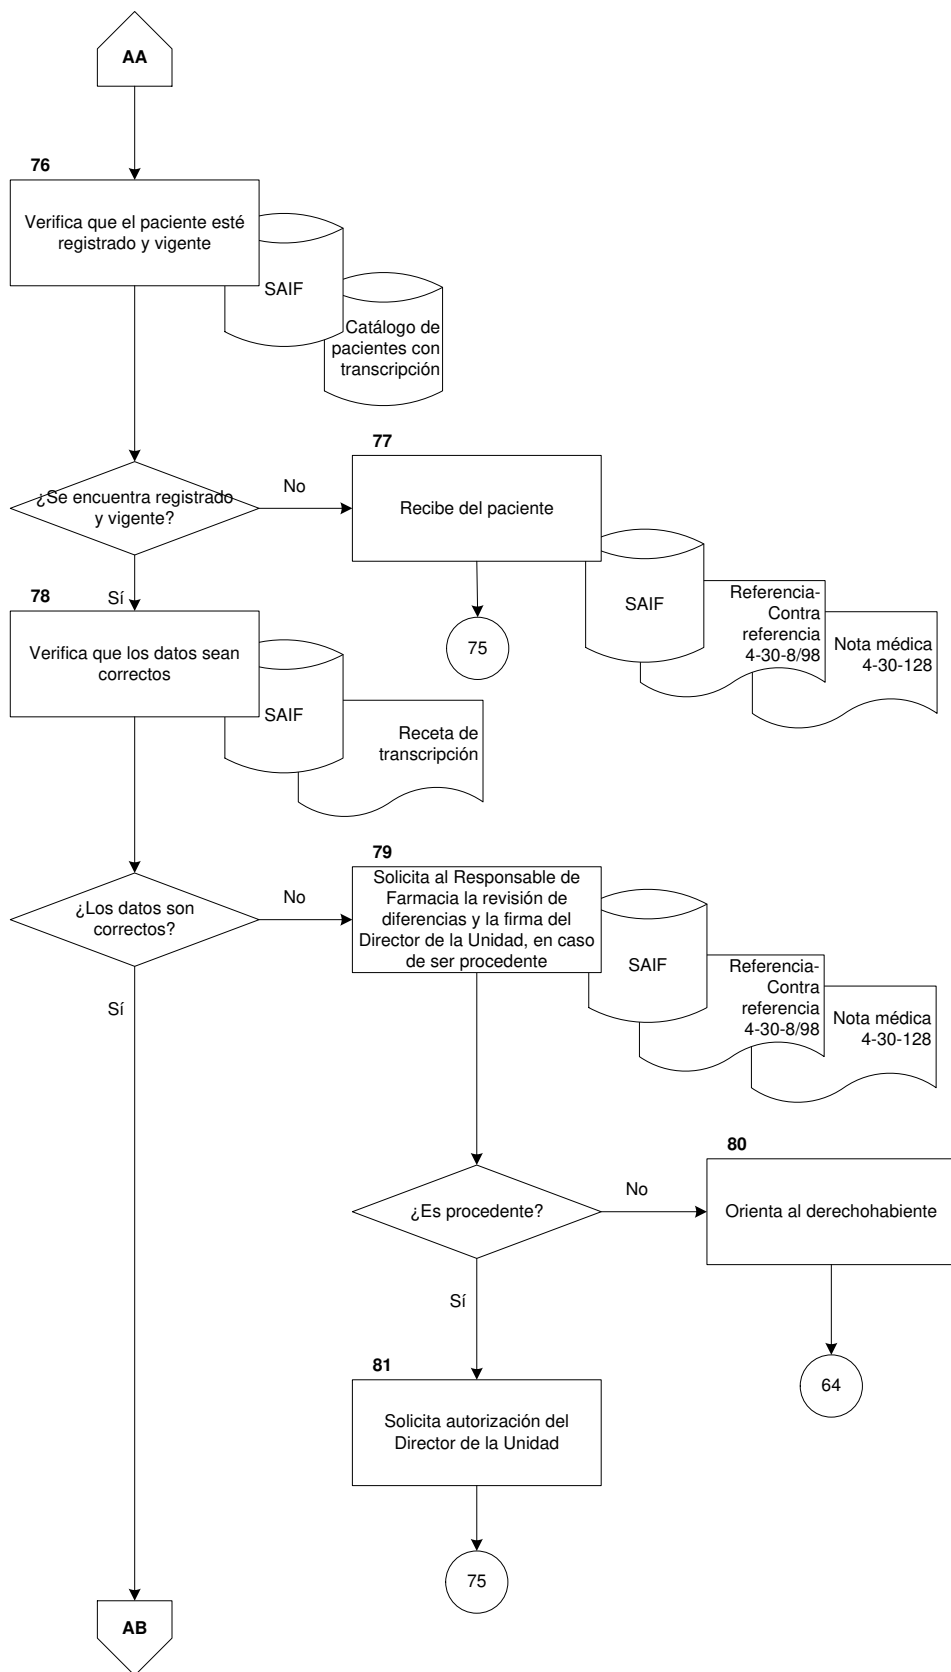 AA
76
Verifica que el paciente esté
registrado y vigente
SAIF
Catálogo de
pacientes con
transcripción
¿Se encuentra registrado
y vigente?
No
77
Recibe del paciente
SAIF
Referencia-
Contra
referencia
4-30-8/98
Nota médica
4-30-128
75
Sí
78
Verifica que los datos sean
correctos
SAIF
Receta de
transcripción
¿Los datos son
correctos?
No
79
Solicita al Responsable de
Farmacia la revisión de
diferencias y la firma del
Director de la Unidad, en caso
de ser procedente
SAIF
Referencia-
Contra
referencia
4-30-8/98
Nota médica
4-30-128
Sí
¿Es procedente?
No
80
Orienta al derechohabiente
64
Sí
81
Solicita autorización del
Director de la Unidad
75
AB